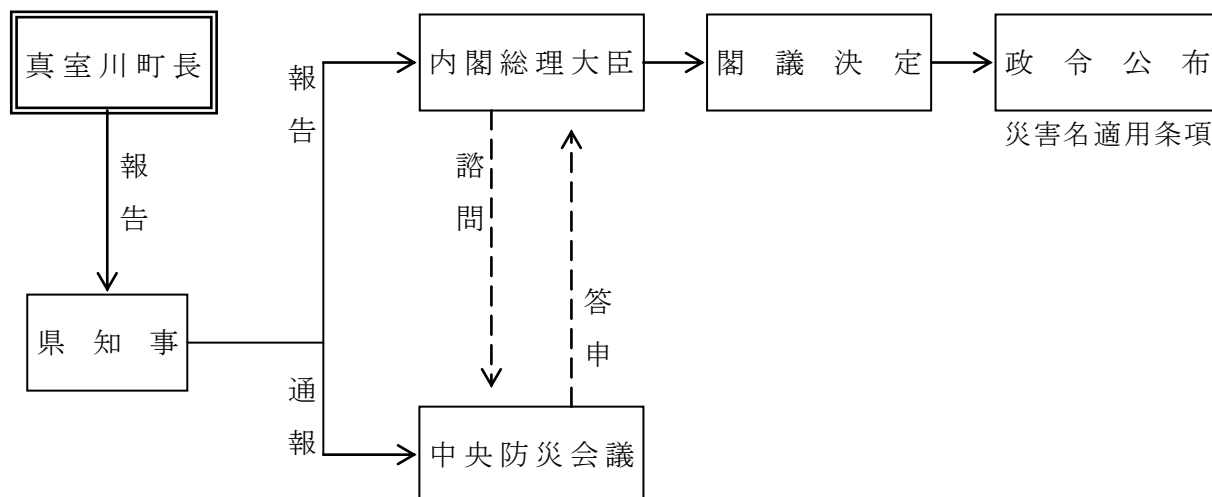 真室川町長
報告
内閣総理大臣
閣議決定
政令公布
災害名適用条項
報告
諮問
答申
県知事
通報
中央防災会議